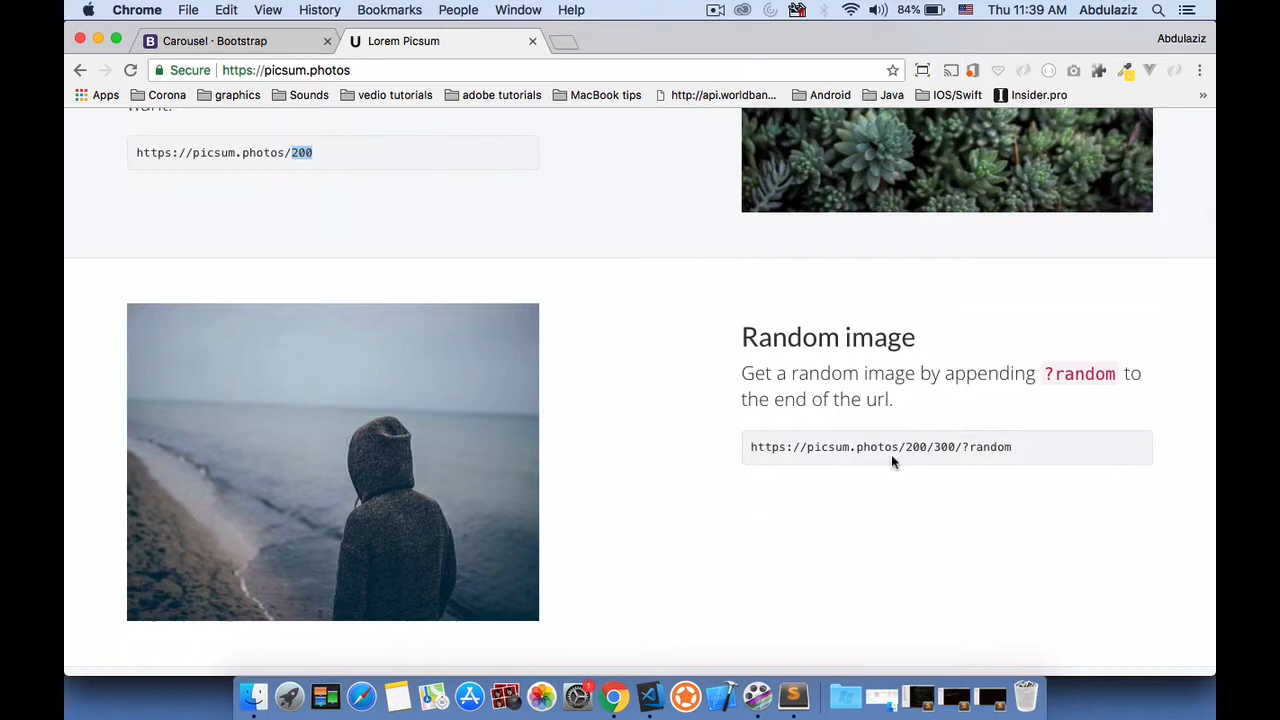 Chrome File Edit View History Bookmarks People Window Help 84% Thu 11:39 AM Abdulaziz
Carousel · Bootstrap × Lorem Picsum × Abdulaziz
Secure https://picsum.photos
Apps Corona graphics Sounds vedio tutorials adobe tutorials MacBook tips http://api.worldban... Android Java IOS/Swift Insider.pro »
https://picsum.photos/200
Random image
Get a random image by appending ?random to
the end of the url.
https://picsum.photos/200/300/?random